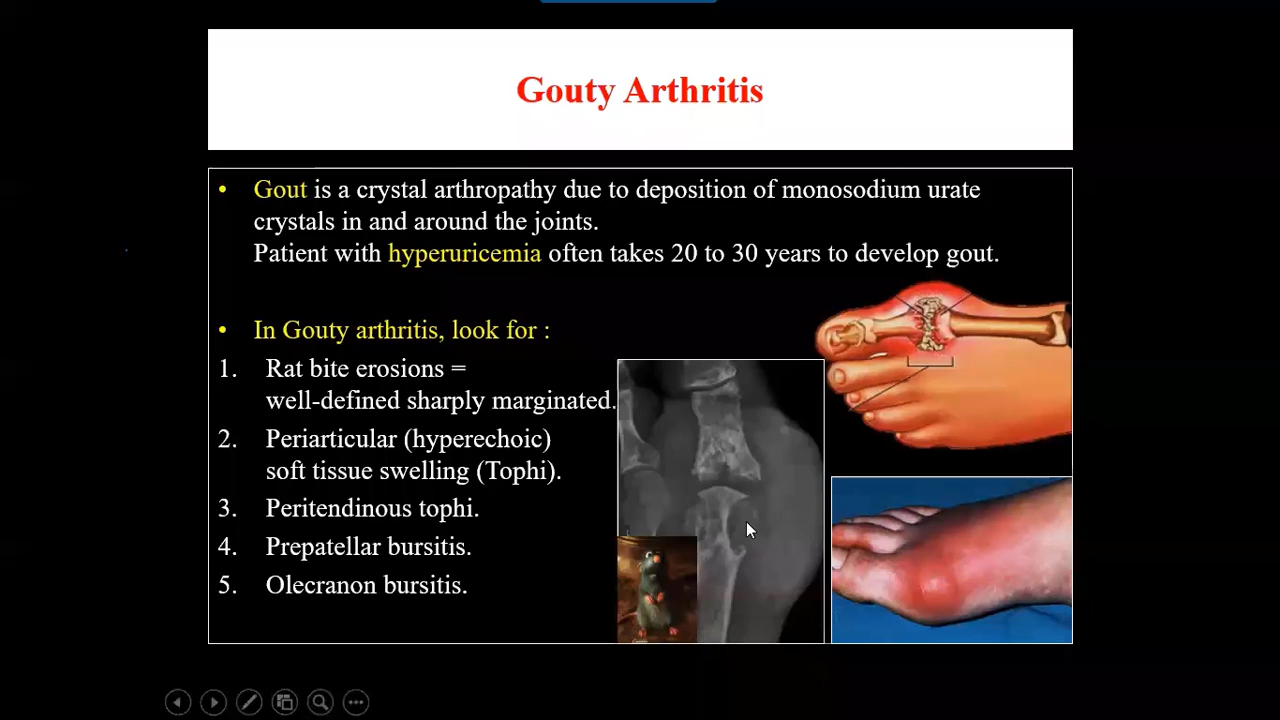 Gouty Arthritis
• Gout is a crystal arthropathy due to deposition of monosodium urate
crystals in and around the joints.
Patient with hyperuricemia often takes 20 to 30 years to develop gout.
• In Gouty arthritis, look for :
1. Rat bite erosions =
well-defined sharply marginated.
2. Periarticular (hyperechoic)
soft tissue swelling (Tophi).
3. Peritendinous tophi.
4. Prepatellar bursitis.
5. Olecranon bursitis.